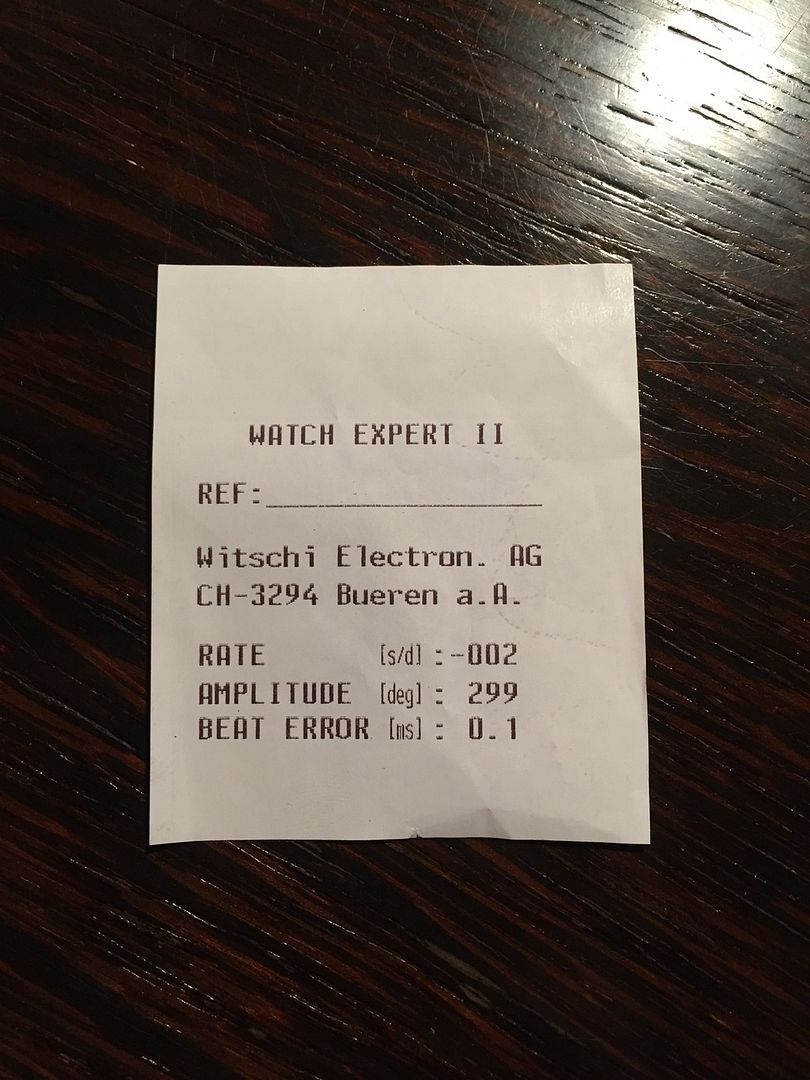 WATCH EXPERT II
REF:________________
Witschi Electron. AG
CH-3294 Bueren a.A.
RATE [s/d] :-002
AMPLITUDE [deg] : 299
BEAT ERROR [ms] : 0.1